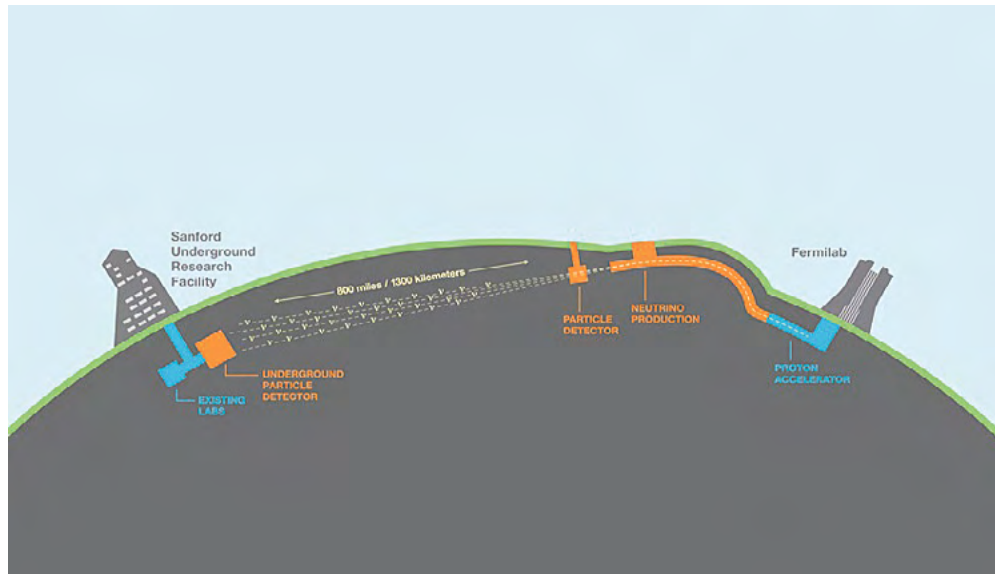 Sanford
Underground
Research
Facility
Fermilab
800 miles / 1300 kilometers
PARTICLE
DETECTOR
NEUTRINO
PRODUCTION
PROTON
ACCELERATOR
UNDERGROUND
PARTICLE
DETECTOR
EXISTING
LABS